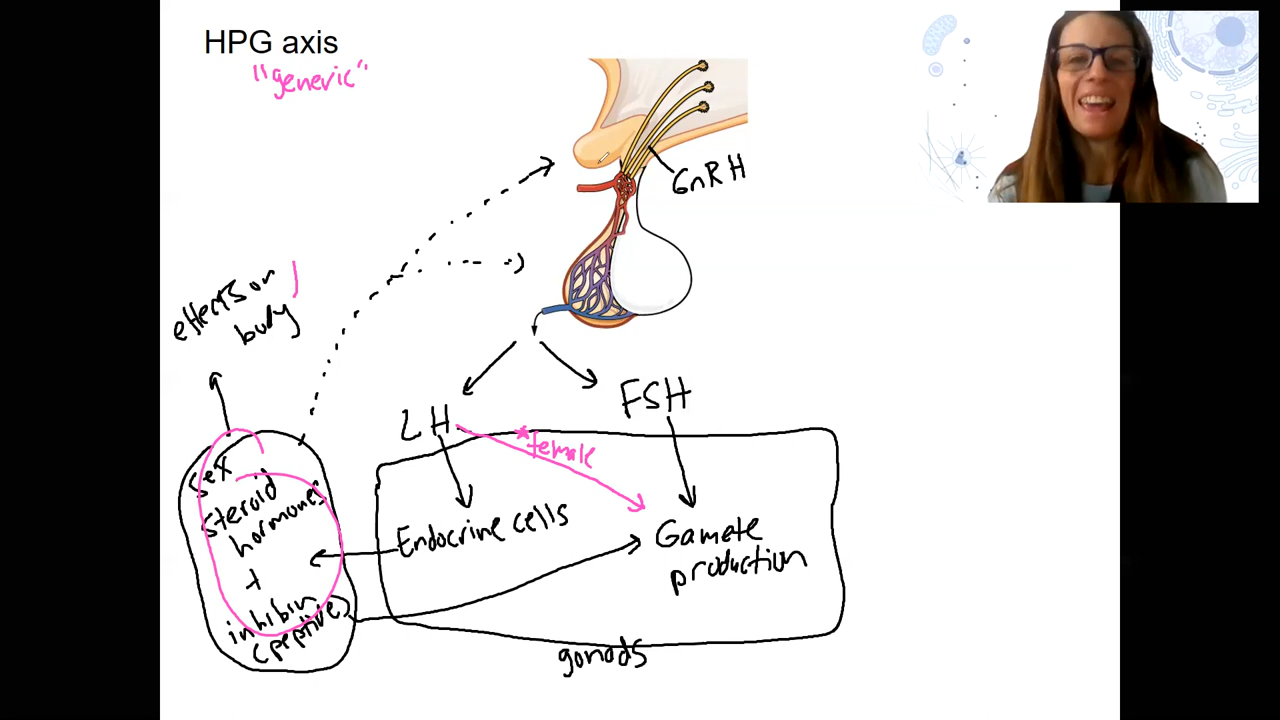 HPG axis
"generic"
GnRH
effects on
body
LH
FSH
*female
sex
steroid
hormones
+
inhibin
(peptide)
Endocrine cells
Gamete
production
gonads